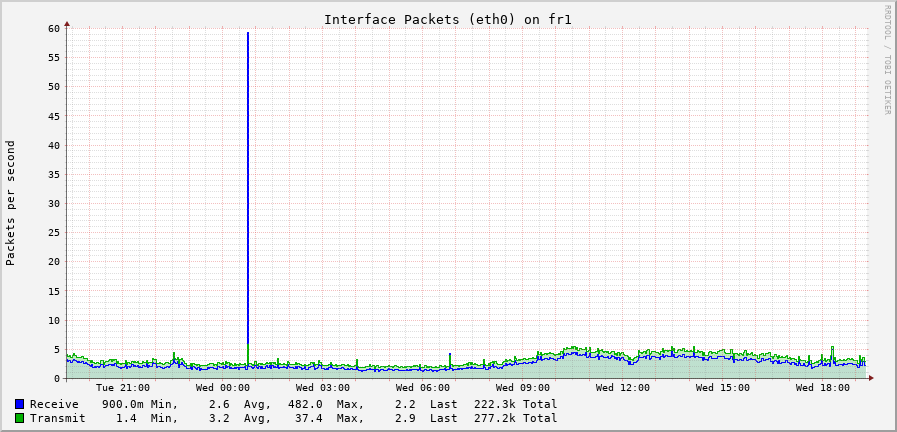 Interface Packets (eth0) on fr1
RRDTOOL / TOBI OETIKER
Packets per second
60
55
50
45
40
35
30
25
20
15
10
5
0
Tue 21:00 Wed 00:00 Wed 03:00 Wed 06:00 Wed 09:00 Wed 12:00 Wed 15:00 Wed 18:00
Receive 900.0m Min, 2.6 Avg, 482.0 Max, 2.2 Last 222.3k Total
Transmit 1.4 Min, 3.2 Avg, 37.4 Max, 2.9 Last 277.2k Total